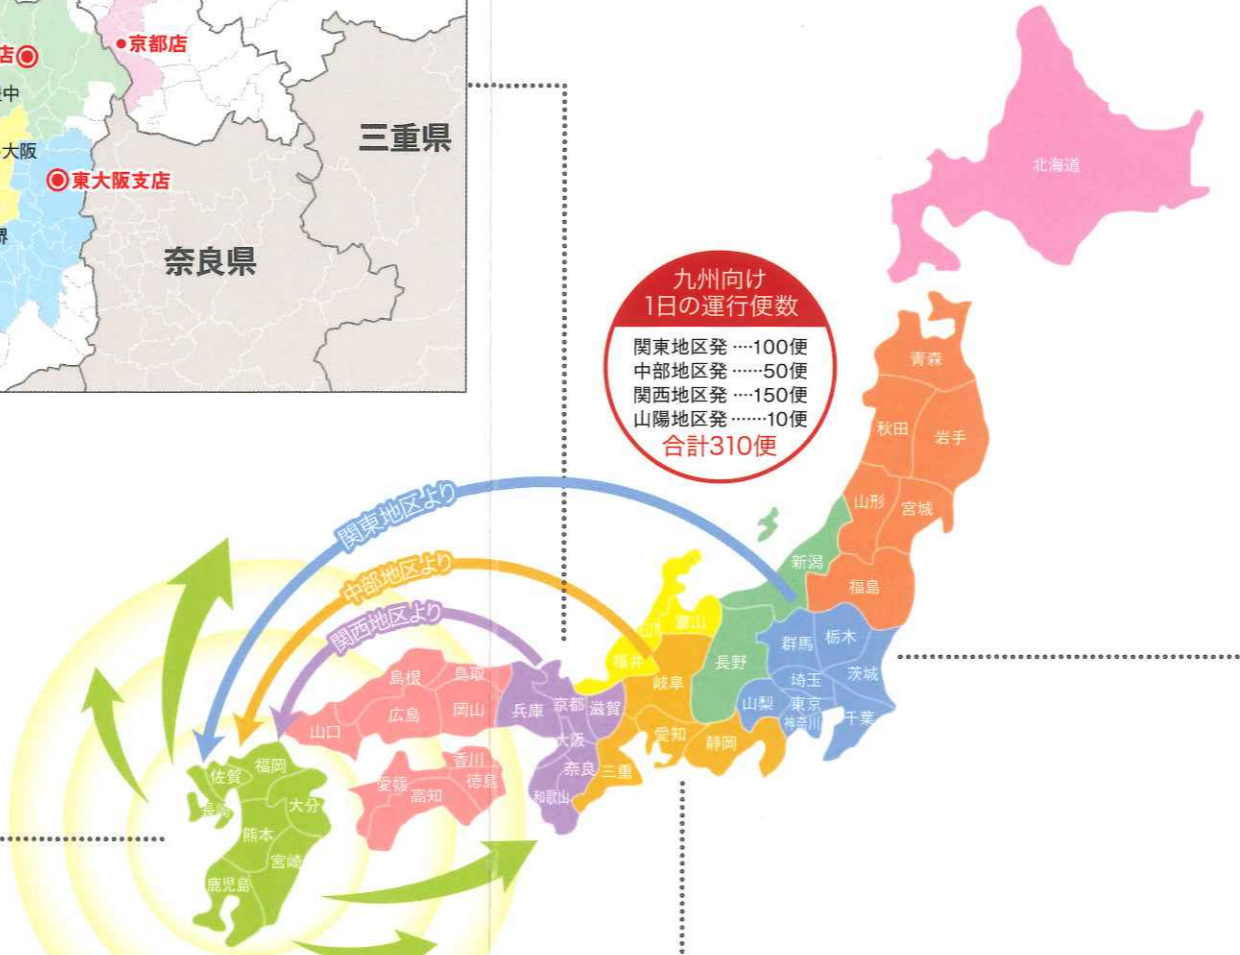 京都店
店
豊中
大阪
東大阪支店
堺
三重県
奈良県
九州向け
1日の運行便数
関東地区発 ····100便
中部地区発 ······50便
関西地区発 ····150便
山陽地区発 ·······10便
合計310便
関東地区より
中部地区より
関西地区より
北海道
青森
秋田
岩手
山形
宮城
新潟
福島
石川
富山
福井
長野
岐阜
群馬
栃木
茨城
埼玉
山梨
東京
神奈川
千葉
愛知
静岡
三重
島根
鳥取
広島
岡山
山口
兵庫
京都
滋賀
大阪
奈良
和歌山
愛媛
香川
高知
徳島
佐賀
福岡
長崎
大分
熊本
宮崎
鹿児島